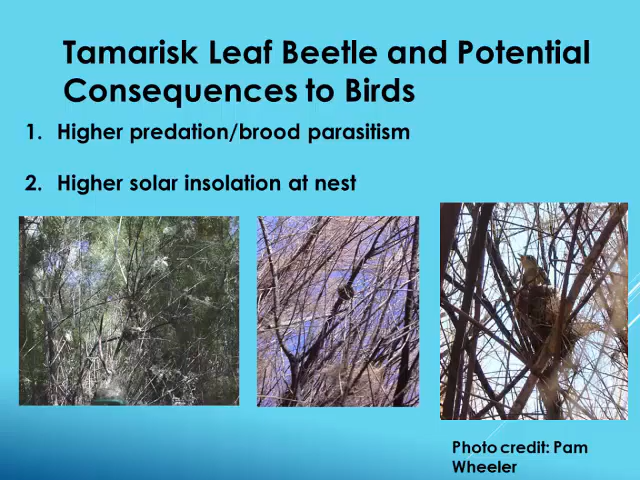 Tamarisk Leaf Beetle and Potential
Consequences to Birds
1. Higher predation/brood parasitism
2. Higher solar insolation at nest
Photo credit: Pam
Wheeler